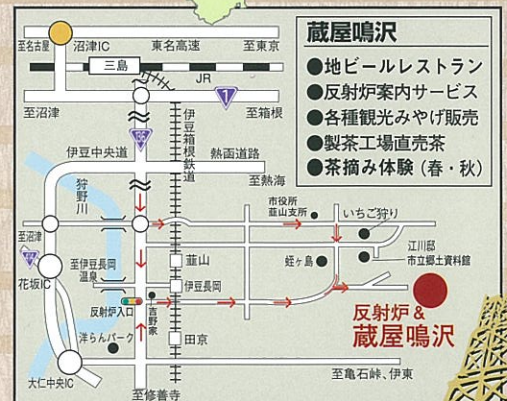 至名古屋
沼津IC
東名高速
至東京
三島
JR
1
至沼津
至箱根
136
伊豆箱根鉄道
伊豆中央道
熱函道路
至熱海
狩野川
市役所
韮山支所
いちご狩り
至沼津
江川邸
市立郷土資料館
蛭ヶ島
至伊豆長岡
温泉
韮山
花坂IC
伊豆長岡
反射炉入口
吉野家
反射炉&
蔵屋鳴沢
洋らんパーク
田京
大仁中央IC
至亀石峠、伊東
至修善寺
蔵屋鳴沢
●地ビールレストラン
●反射炉案内サービス
●各種観光みやげ販売
●製茶工場直売茶
●茶摘み体験(春・秋)